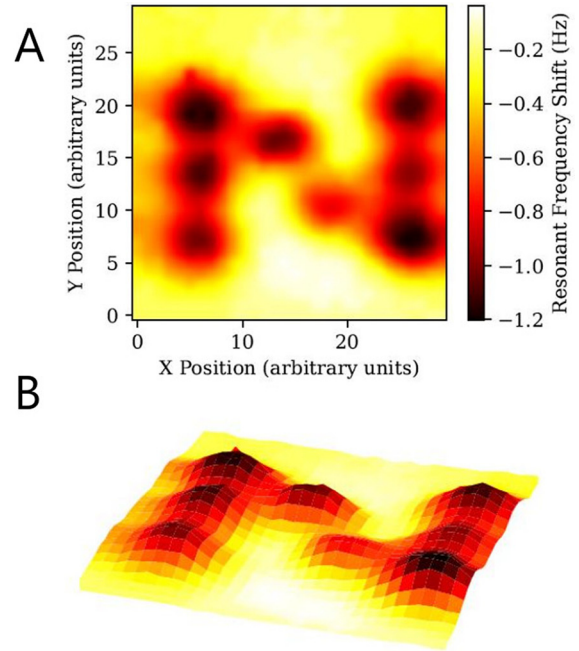 A
Y Position (arbitrary units)
25
20
15
10
5
0
0 10 20
X Position (arbitrary units)
−0.2
−0.4
−0.6
−0.8
−1.0
−1.2
Resonant Frequency Shift (Hz)
B